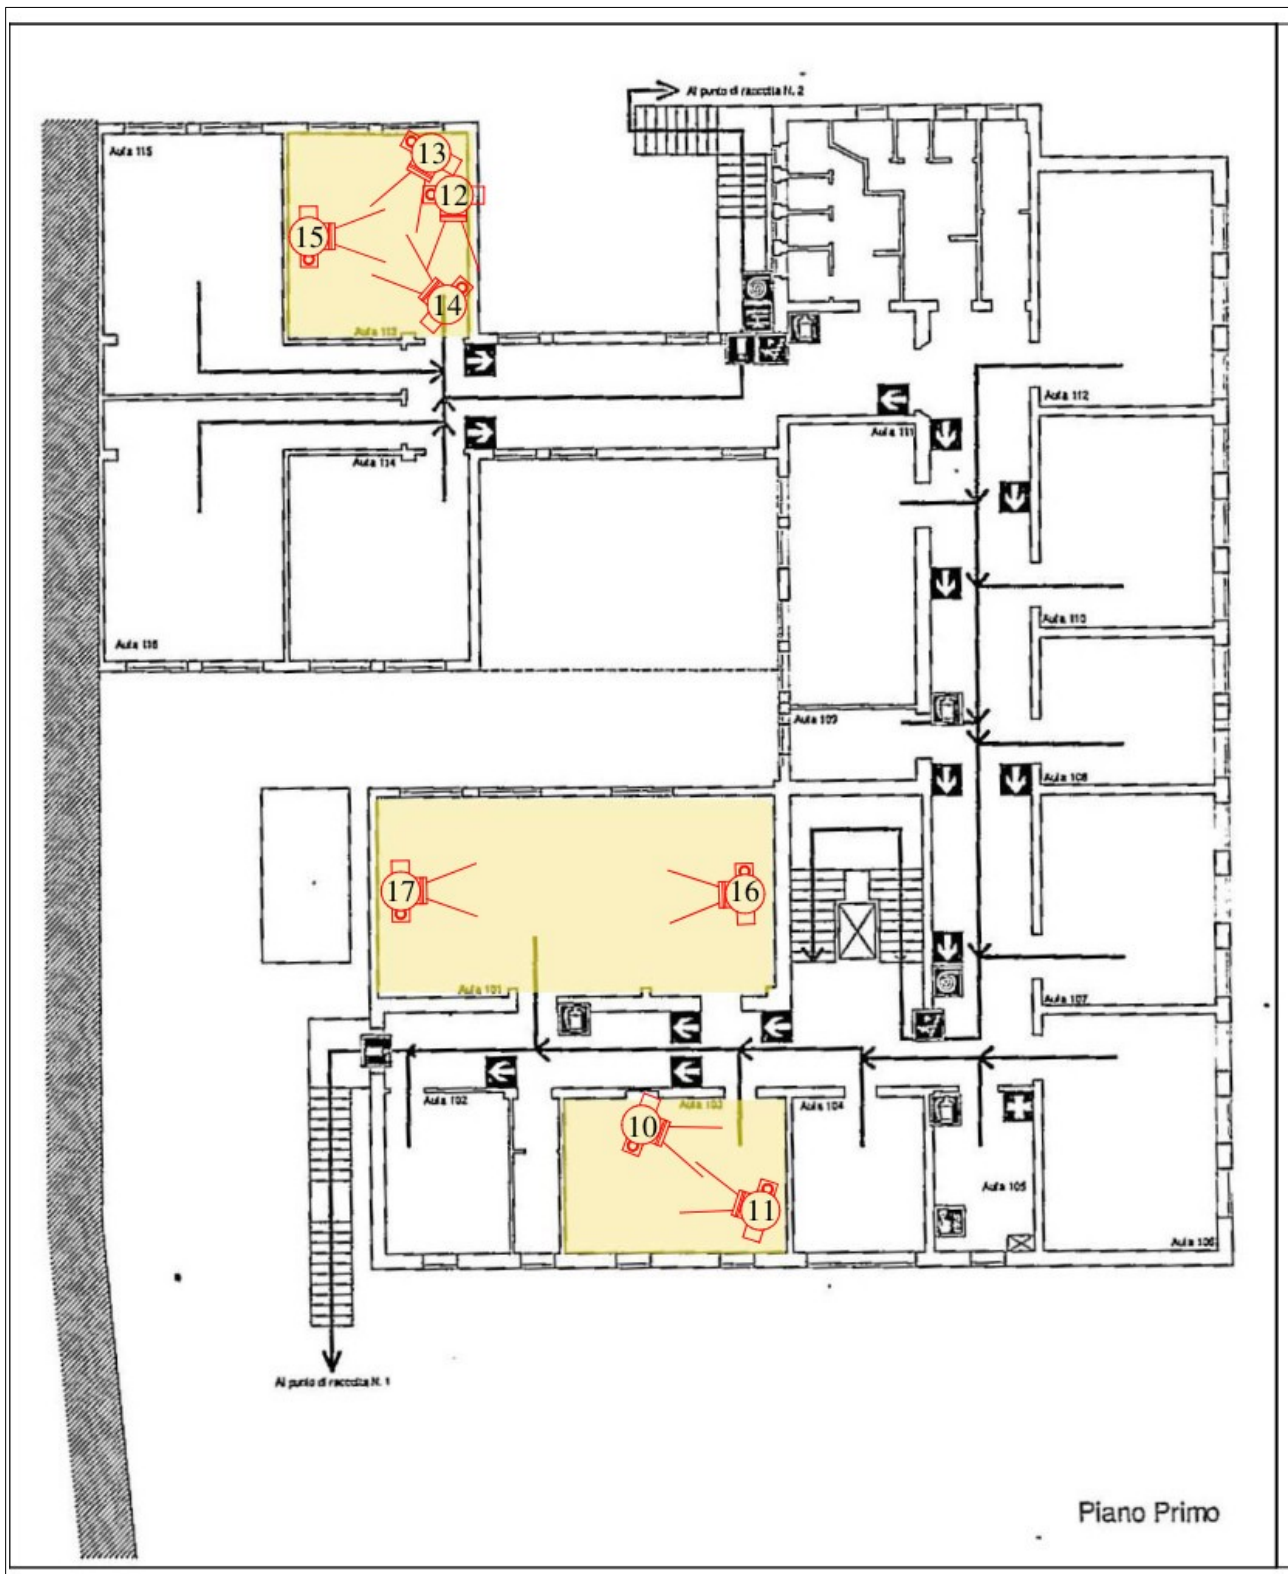 Al punto di raccolta N. 2
Aula 115
13
12
15
14
Aula 113
Aula 112
Aula 111
Aula 114
Aula 110
Aula 116
Aula 109
Aula 108
17
16
Aula 101
Aula 107
Aula 102
Aula 103
Aula 104
10
Aula 105
11
Aula 106
Al punto di raccolta N. 1
Piano Primo